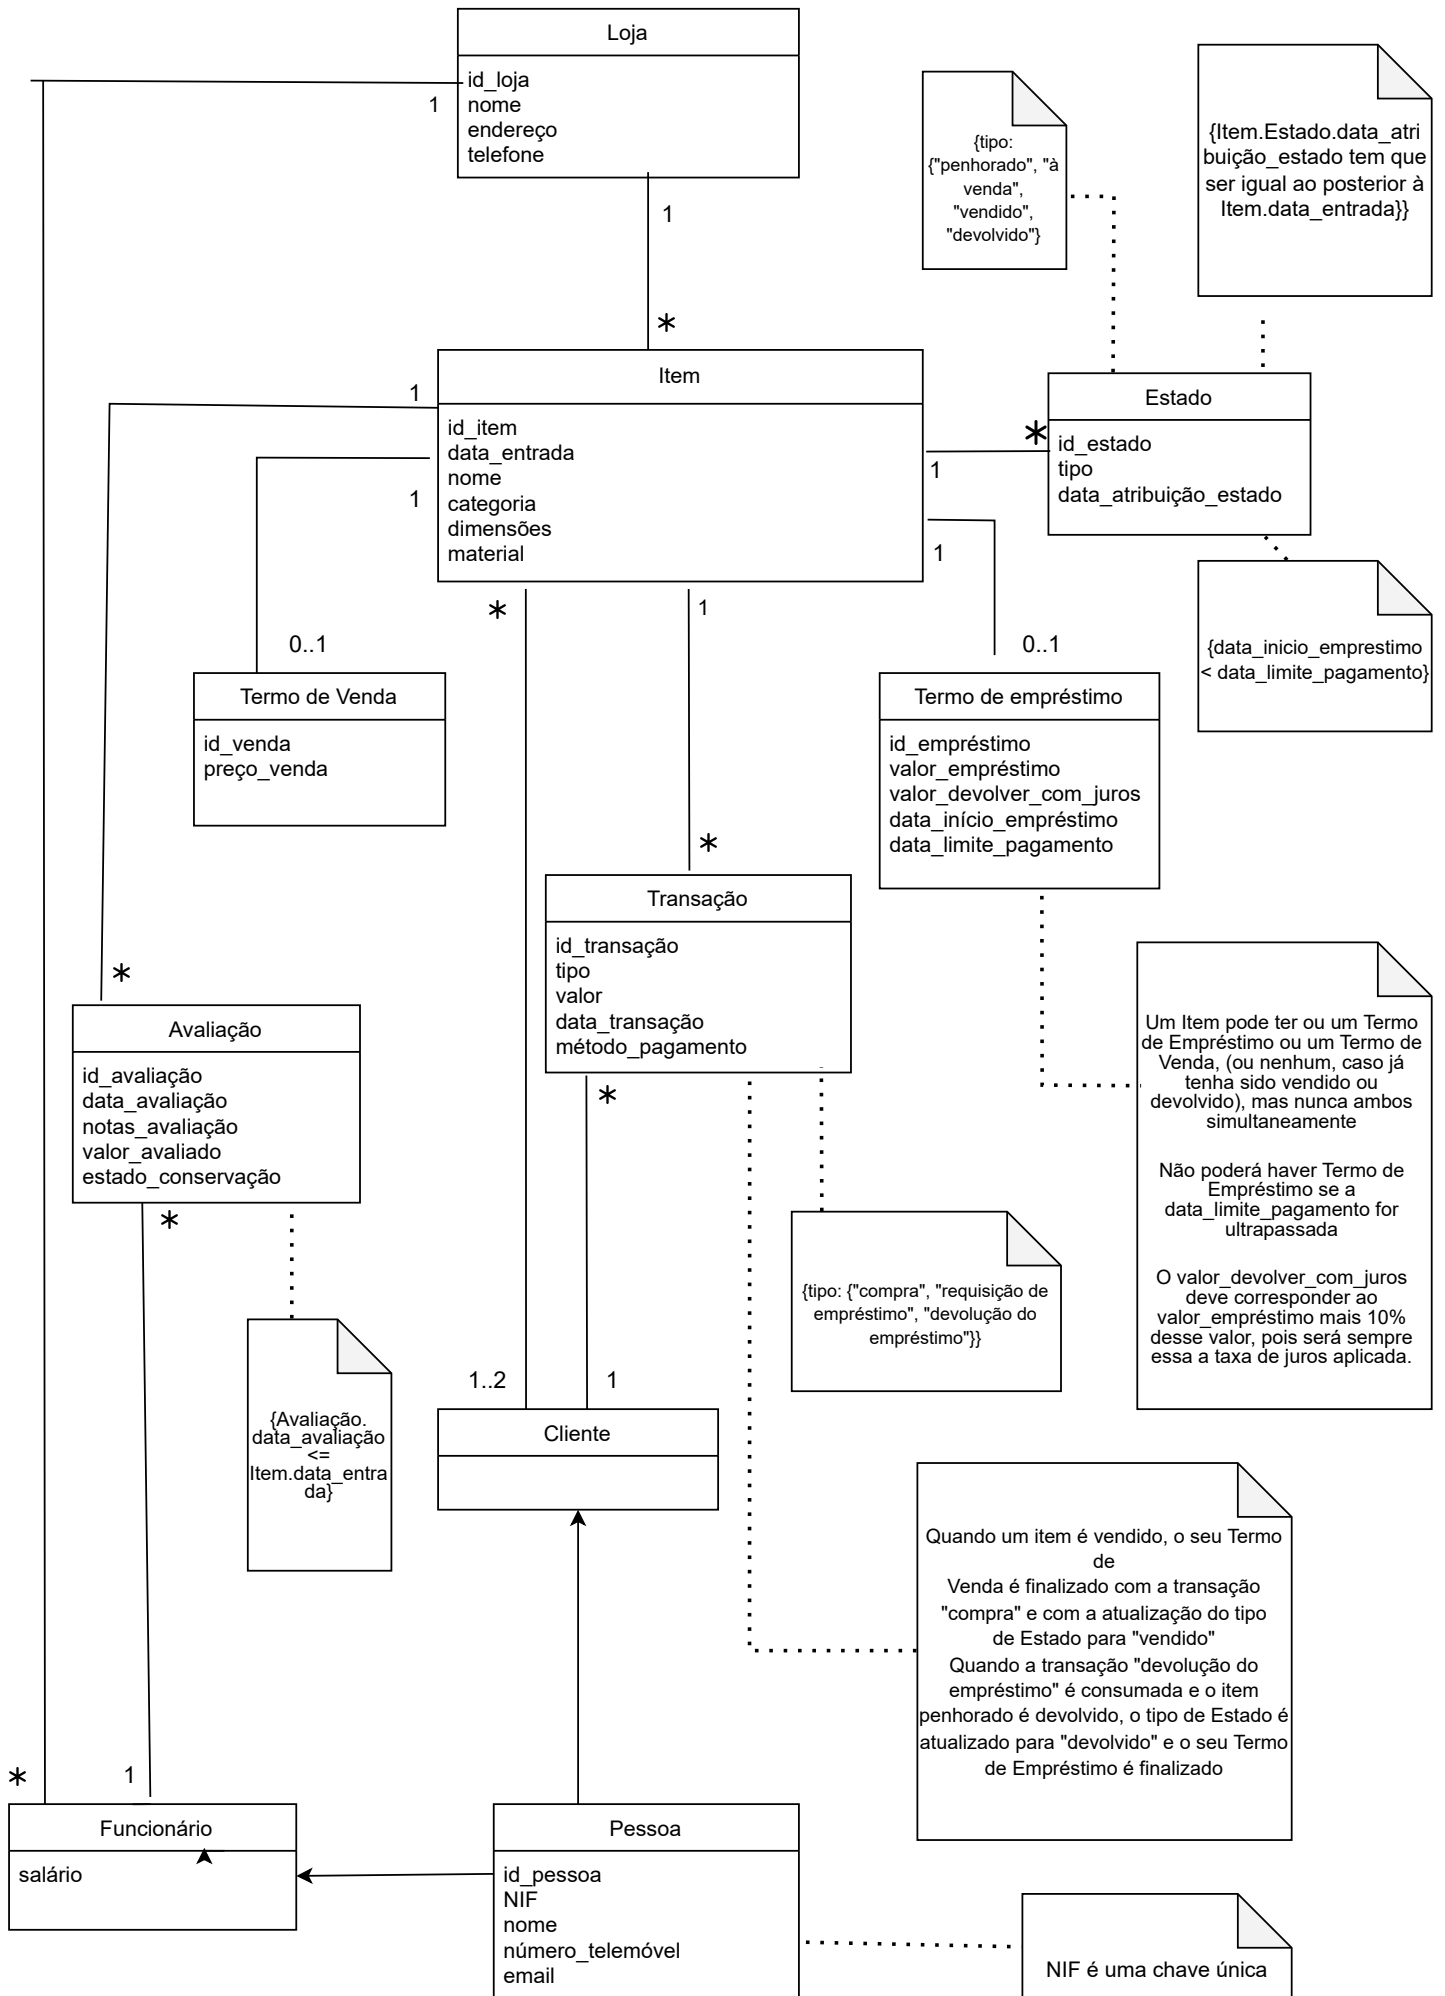 Loja
id_loja
nome
endereço
telefone
1
1
*
{tipo:
{"penhorado", "à
venda",
"vendido",
"devolvido"}
{Item.Estado.data_atri
buição_estado tem que
ser igual ao posterior à
Item.data_entrada}}
Item
id_item
data_entrada
nome
categoria
dimensões
material
1
1
1
1
*
1
*
Estado
id_estado
tipo
data_atribuição_estado
{data_inicio_emprestimo
< data_limite_pagamento}
0..1
Termo de Venda
id_venda
preço_venda
0..1
Termo de empréstimo
id_empréstimo
valor_empréstimo
valor_devolver_com_juros
data_início_empréstimo
data_limite_pagamento
*
Transação
id_transação
tipo
valor
data_transação
método_pagamento
*
*
Avaliação
id_avaliação
data_avaliação
notas_avaliação
valor_avaliado
estado_conservação
*
Um Item pode ter ou um Termo
de Empréstimo ou um Termo de
Venda, (ou nenhum, caso já
tenha sido vendido ou
devolvido), mas nunca ambos
simultaneamente
Não poderá haver Termo de
Empréstimo se a
data_limite_pagamento for
ultrapassada
O valor_devolver_com_juros
deve corresponder ao
valor_empréstimo mais 10%
desse valor, pois será sempre
essa a taxa de juros aplicada.
{tipo: {"compra", "requisição de
empréstimo", "devolução do
empréstimo"}}
{Avaliação.
data_avaliação
<=
Item.data_entra
da}
1..2
1
Cliente
Quando um item é vendido, o seu Termo
de
Venda é finalizado com a transação
"compra" e com a atualização do tipo
de Estado para "vendido"
Quando a transação "devolução do
empréstimo" é consumada e o item
penhorado é devolvido, o tipo de Estado é
atualizado para "devolvido" e o seu Termo
de Empréstimo é finalizado
*
1
Funcionário
salário
Pessoa
id_pessoa
NIF
nome
número_telemóvel
email
NIF é uma chave única